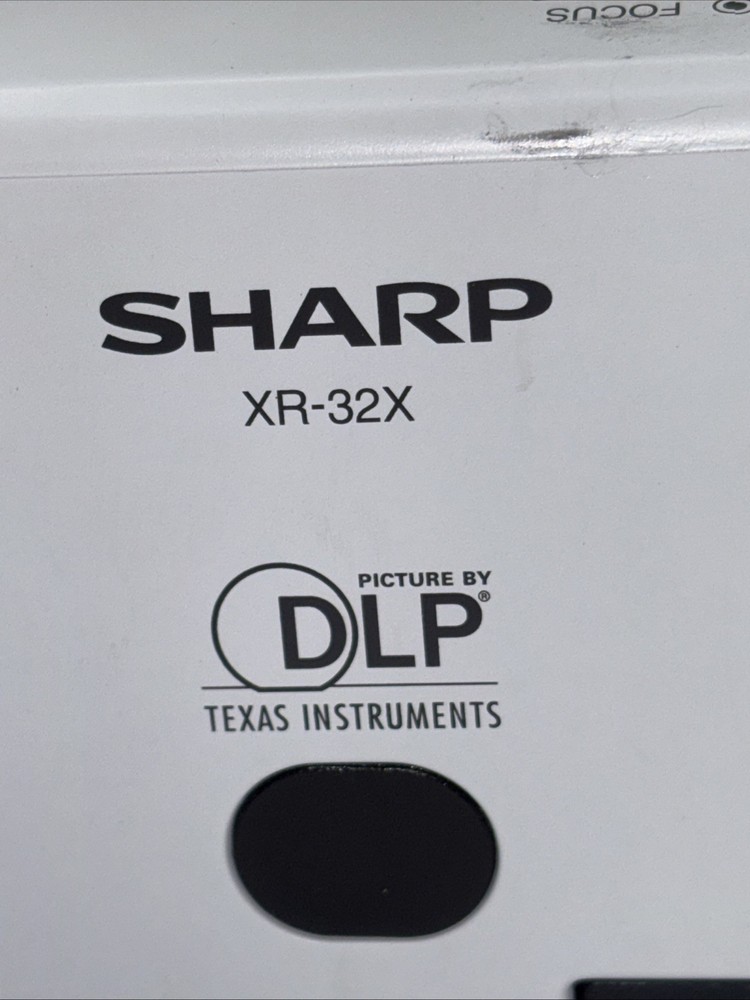 FOCUS
SHARP
XR-32X
PICTURE BY
DLP®
TEXAS INSTRUMENTS